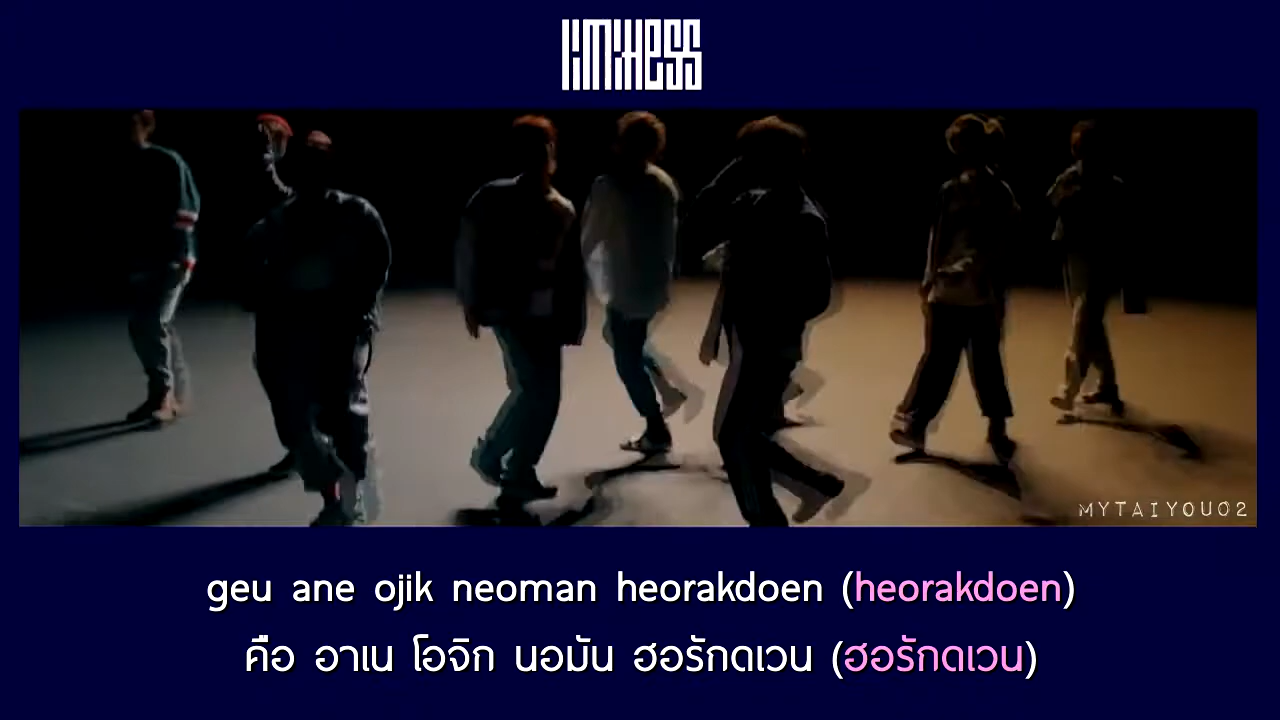 limitless
MYTAIYOU02
geu ane ojik neoman heorakdoen (heorakdoen)
คือ อาเน โอจิก นอมัน ฮอรักดเวน (ฮอรักดเวน)